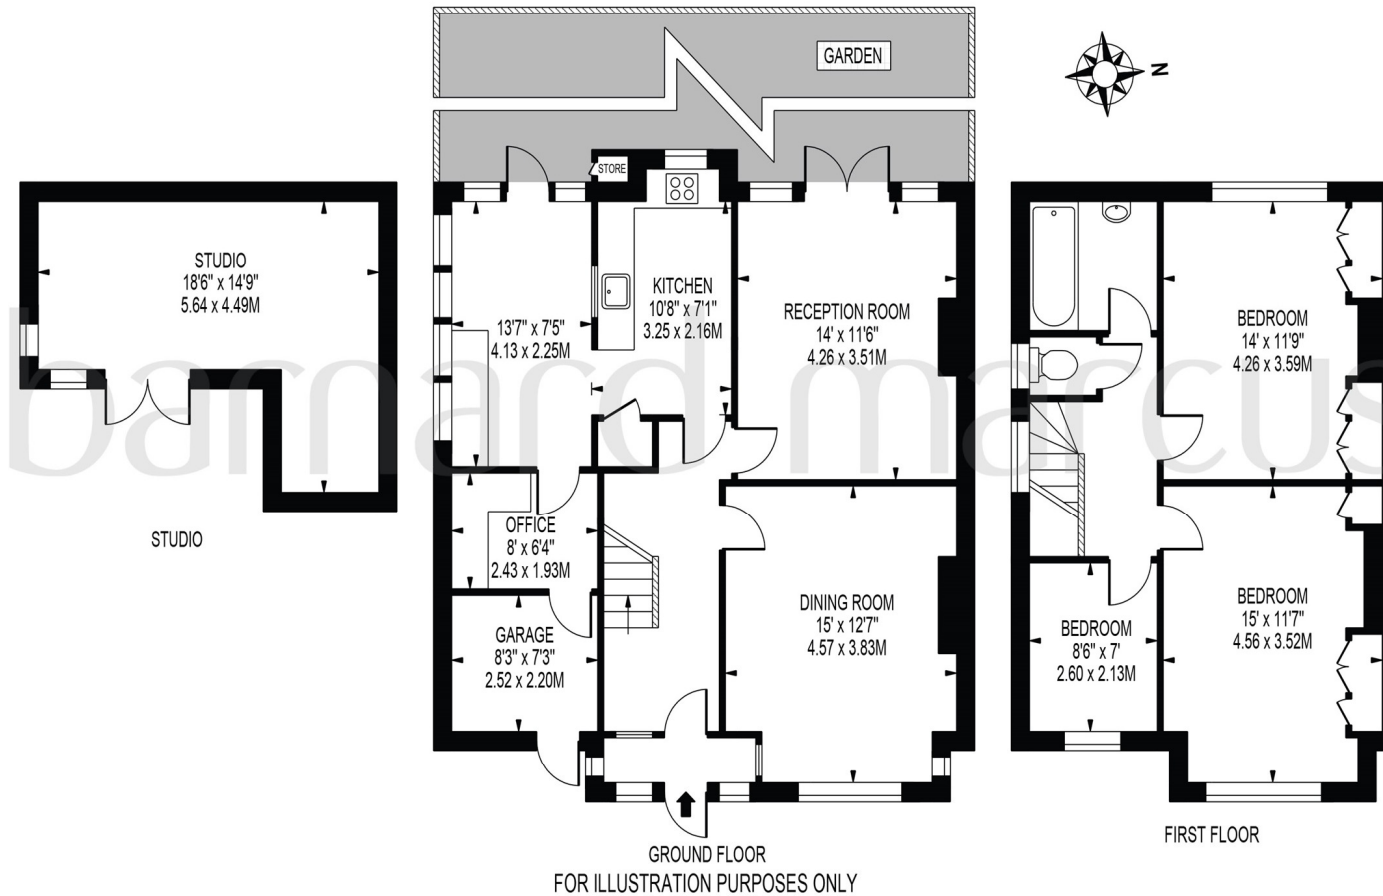 GARDEN
N
STORE
STUDIO
18'6" x 14'9"
5.64 x 4.49M
STUDIO
13'7" x 7'5"
4.13 x 2.25M
KITCHEN
10'8" x 7'1"
3.25 x 2.16M
RECEPTION ROOM
14' x 11'6"
4.26 x 3.51M
OFFICE
8' x 6'4"
2.43 x 1.93M
GARAGE
8'3" x 7'3"
2.52 x 2.20M
DINING ROOM
15' x 12'7"
4.57 x 3.83M
BEDROOM
14' x 11'9"
4.26 x 3.59M
BEDROOM
15' x 11'7"
4.56 x 3.52M
BEDROOM
8'6" x 7'
2.60 x 2.13M
barnard marcus
GROUND FLOOR
FIRST FLOOR
FOR ILLUSTRATION PURPOSES ONLY